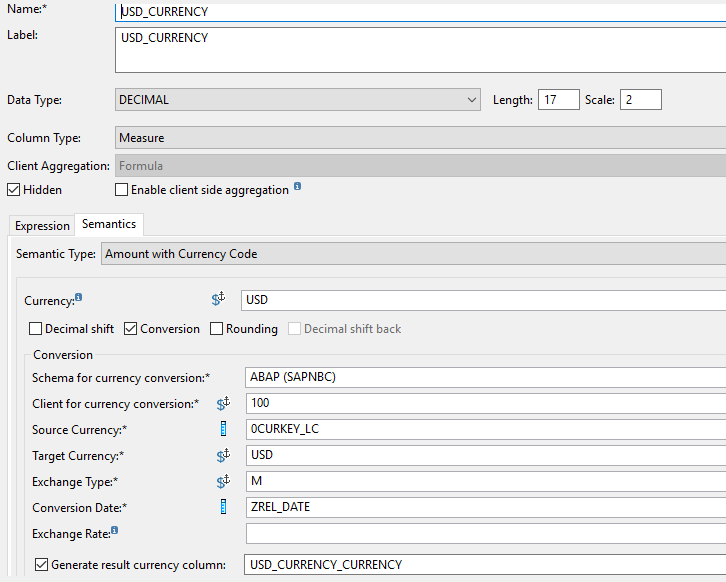 Name:* USD_CURRENCY
Label: USD_CURRENCY
Data Type: DECIMAL Length: 17 Scale: 2
Column Type: Measure
Client Aggregation: Formula
Hidden Enable client side aggregation
Expression Semantics
Semantic Type: Amount with Currency Code
Currency: USD
Decimal shift Conversion Rounding Decimal shift back
Conversion
Schema for currency conversion:* ABAP (SAPNBC)
Client for currency conversion:* 100
Source Currency:* 0CURKEY_LC
Target Currency:* USD
Exchange Type:* M
Conversion Date:* ZREL_DATE
Exchange Rate:
Generate result currency column: USD_CURRENCY_CURRENCY